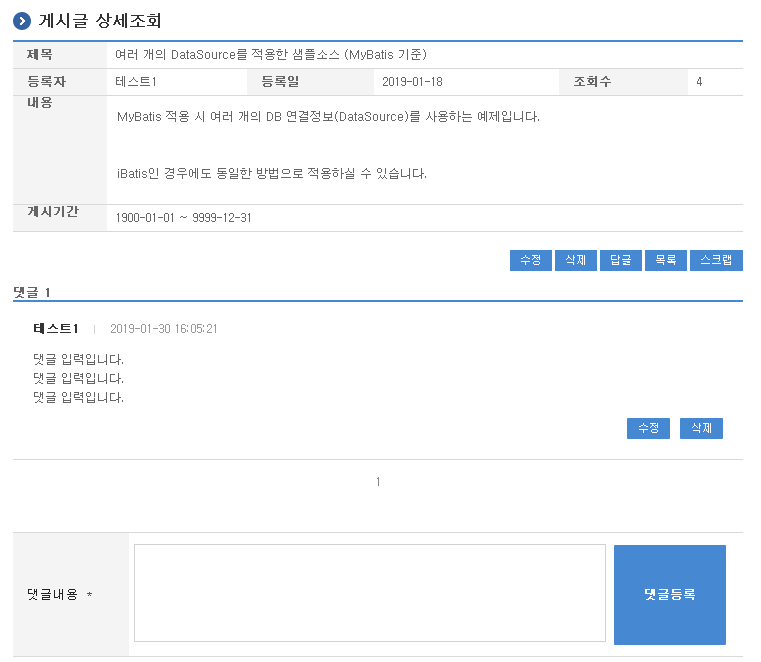 게시글 상세조회
제목 여러 개의 DataSource를 적용한 샘플소스 (MyBatis 기준)
등록자 테스트1 등록일 2019-01-18 조회수 4
내용
MyBatis 적용 시 여러 개의 DB 연결정보(DataSource)를 사용하는 예제입니다.
iBatis인 경우에도 동일한 방법으로 적용하실 수 있습니다.
게시기간 1900-01-01 ~ 9999-12-31
수정 삭제 답글 목록 스크랩
댓글 1
테스트1 | 2019-01-30 16:05:21
댓글 입력입니다.
댓글 입력입니다.
댓글 입력입니다.
수정 삭제
1
댓글내용 * 댓글등록